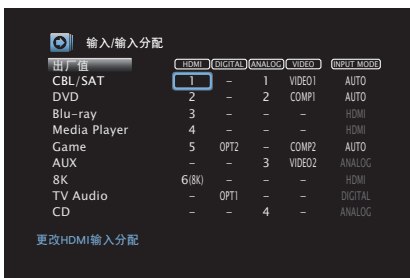 输入/输入分配
出厂值 HDMI DIGITAL ANALOG VIDEO INPUT MODE
CBL/SAT 1 – 1 VIDEO1 AUTO
DVD 2 – 2 COMP1 AUTO
Blu-ray 3 – – – HDMI
Media Player 4 – – – HDMI
Game 5 OPT2 – COMP2 AUTO
AUX – – 3 VIDEO2 ANALOG
8K 6(8K) – – – HDMI
TV Audio – OPT1 – – DIGITAL
CD – – 4 – ANALOG
更改HDMI输入分配